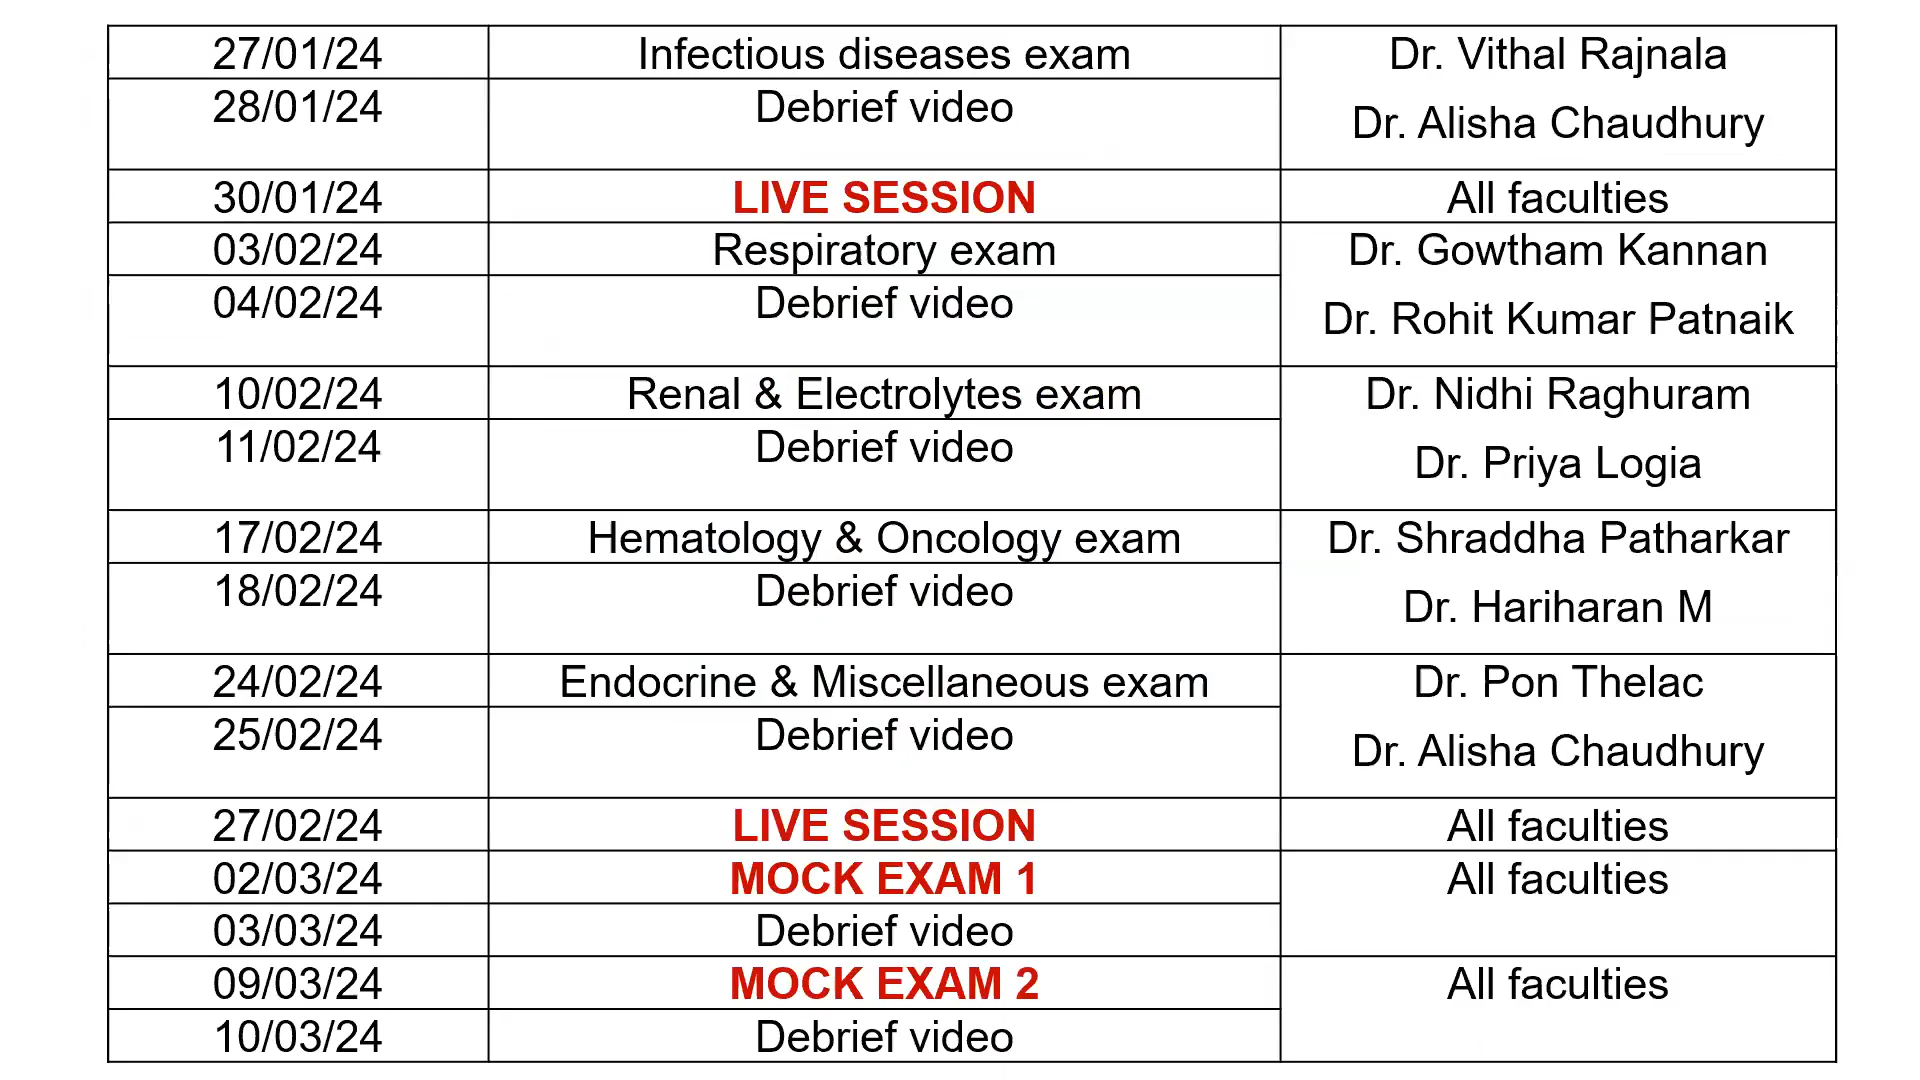 27/01/24 Infectious diseases exam Dr. Vithal Rajnala
28/01/24 Debrief video Dr. Alisha Chaudhury
30/01/24 LIVE SESSION All faculties
03/02/24 Respiratory exam Dr. Gowtham Kannan
04/02/24 Debrief video Dr. Rohit Kumar Patnaik
10/02/24 Renal & Electrolytes exam Dr. Nidhi Raghuram
11/02/24 Debrief video Dr. Priya Logia
17/02/24 Hematology & Oncology exam Dr. Shraddha Patharkar
18/02/24 Debrief video Dr. Hariharan M
24/02/24 Endocrine & Miscellaneous exam Dr. Pon Thelac
25/02/24 Debrief video Dr. Alisha Chaudhury
27/02/24 LIVE SESSION All faculties
02/03/24 MOCK EXAM 1 All faculties
03/03/24 Debrief video
09/03/24 MOCK EXAM 2 All faculties
10/03/24 Debrief video